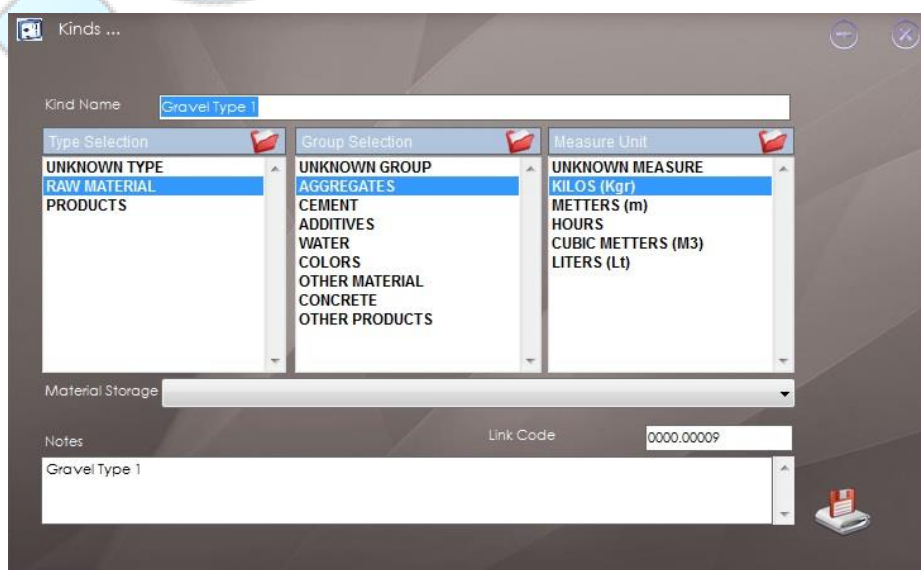 Kinds ...
Kind Name Gravel Type 1
Type Selection
UNKNOWN TYPE
RAW MATERIAL
PRODUCTS
Group Selection
UNKNOWN GROUP
AGGREGATES
CEMENT
ADDITIVES
WATER
COLORS
OTHER MATERIAL
CONCRETE
OTHER PRODUCTS
Measure Unit
UNKNOWN MEASURE
KILOS (Kgr)
METTERS (m)
HOURS
CUBIC METTERS (M3)
LITERS (Lt)
Material Storage
Notes
Link Code 0000.00009
Gravel Type 1